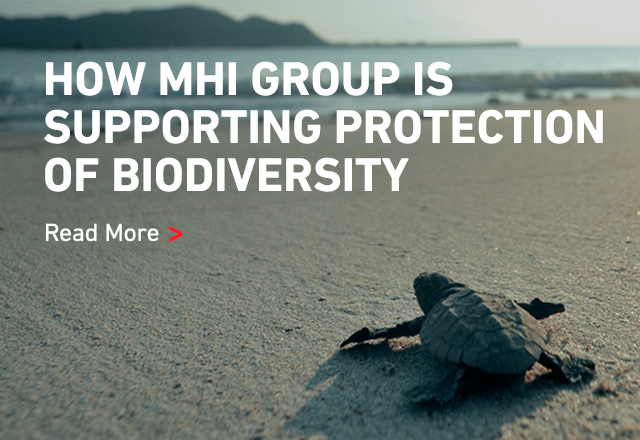 HOW MHI GROUP IS
SUPPORTING PROTECTION
OF BIODIVERSITY
Read More >